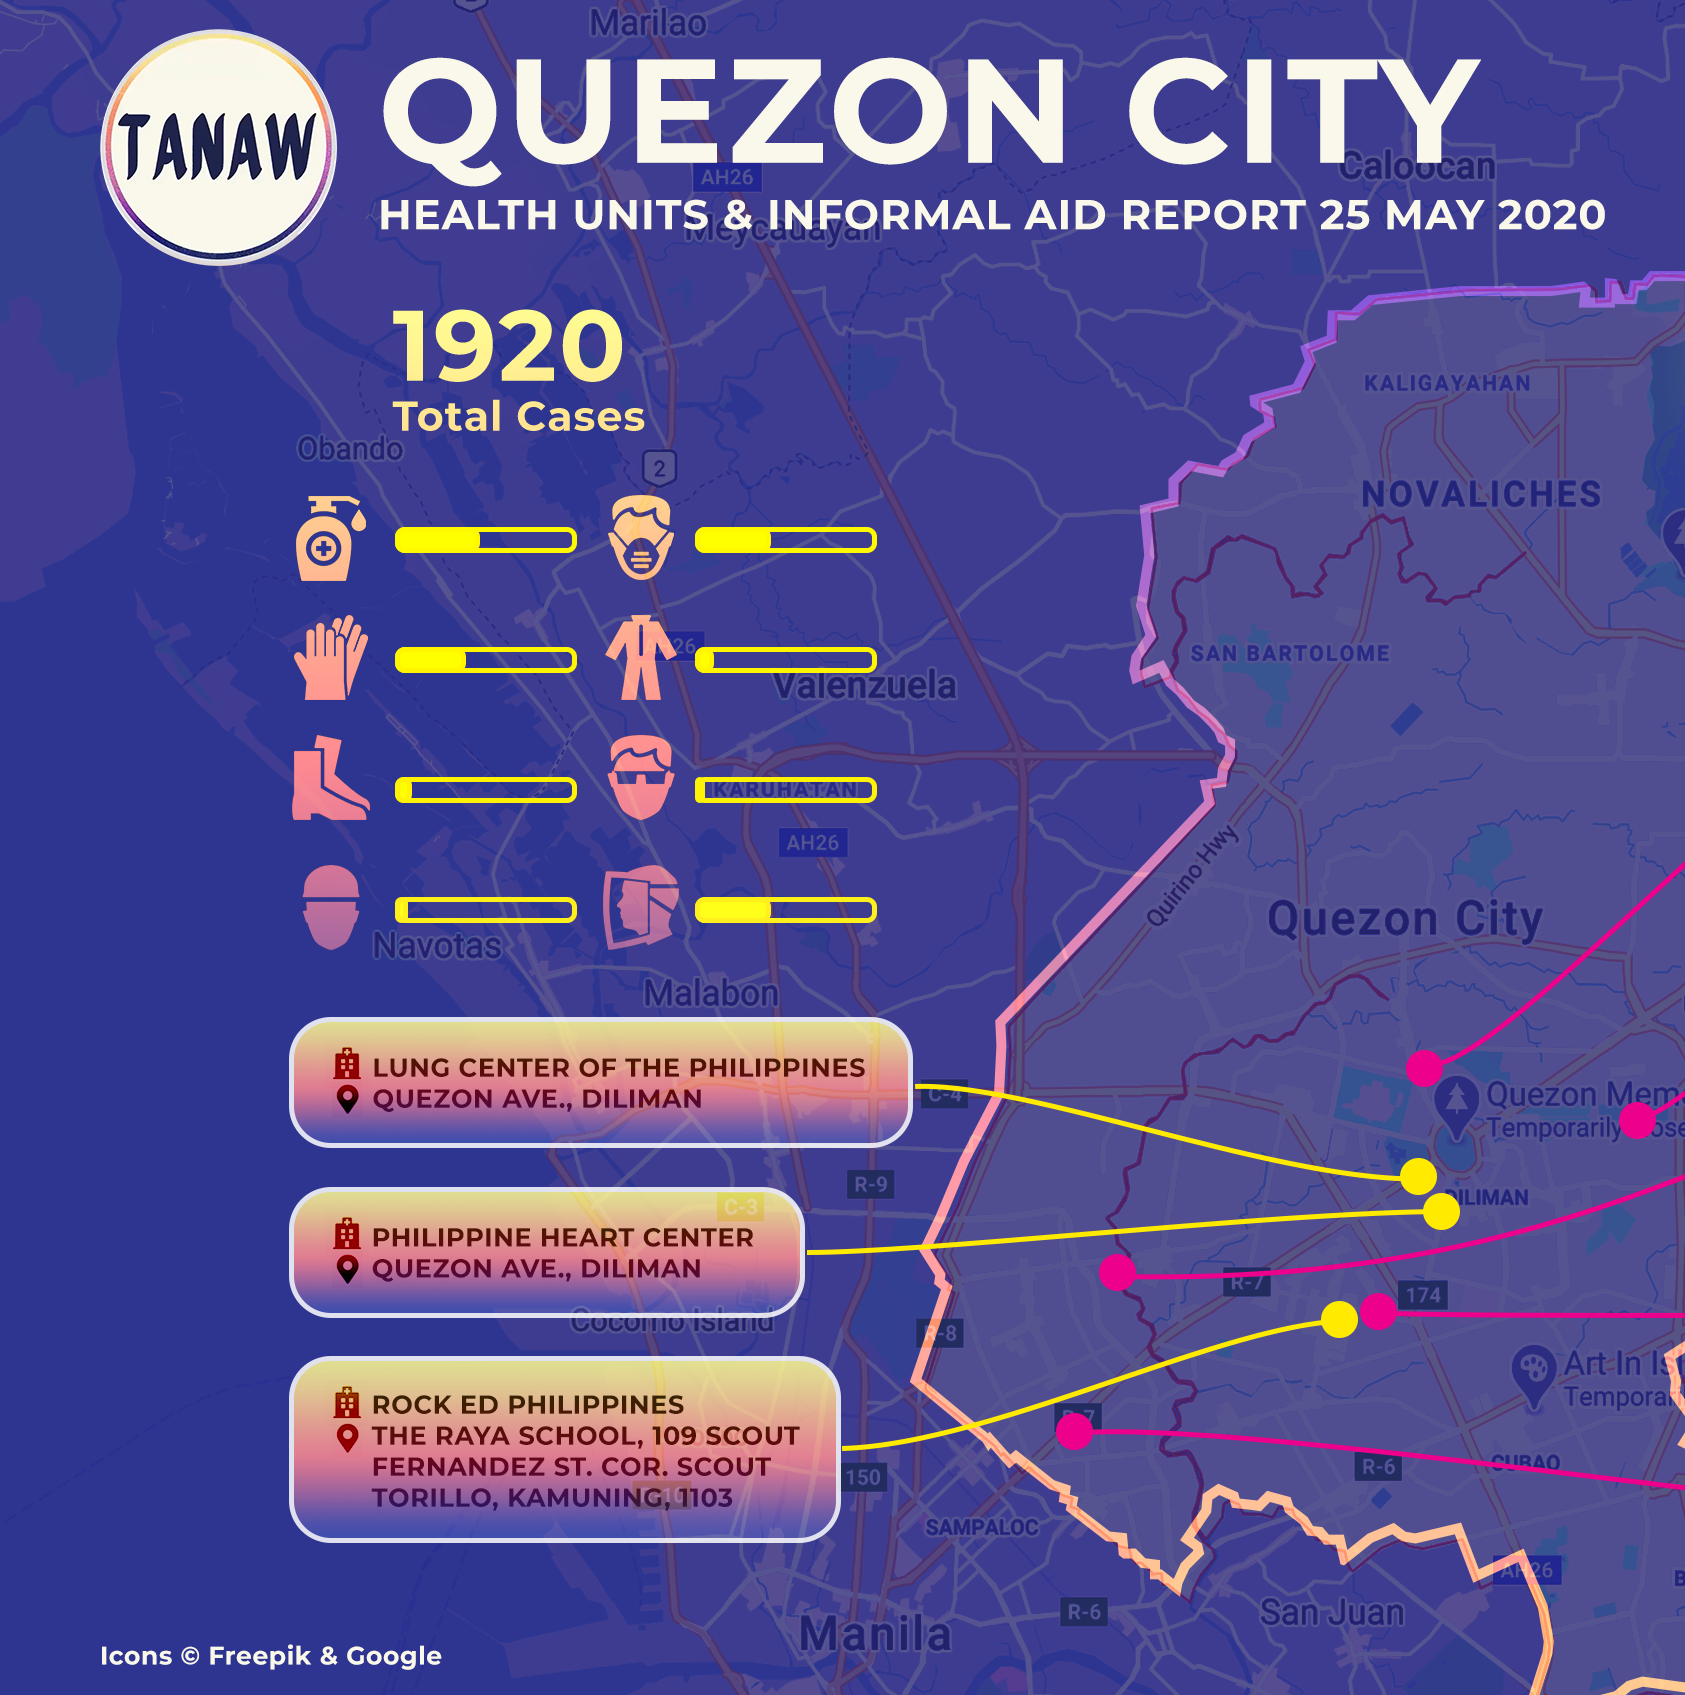 Marilao
TANAW
QUEZON CITY
Caloocan
AH26
HEALTH UNITS & INFORMAL AID REPORT 25 MAY 2020
Meycauayan
1920
Total Cases
KALIGAYAHAN
Obando
2
NOVALICHES
AH26
SAN BARTOLOME
Valenzuela
KARUHATAN
AH26
Quirino Hwy
Quezon City
Navotas
Malabon
LUNG CENTER OF THE PHILIPPINES
QUEZON AVE., DILIMAN
C-4
Quezon Mem
Temporarily
R-9
DILIMAN
C-3
PHILIPPINE HEART CENTER
QUEZON AVE., DILIMAN
R-7
174
Cocomo Island
R-8
Art In Is
Temporar
ROCK ED PHILIPPINES
THE RAYA SCHOOL, 109 SCOUT
FERNANDEZ ST. COR. SCOUT
TORILLO, KAMUNING, 1103
R-7
150
R-6
CUBAO
SAMPALOC
AH26
R-6
San Juan
Manila
Icons © Freepik & Google